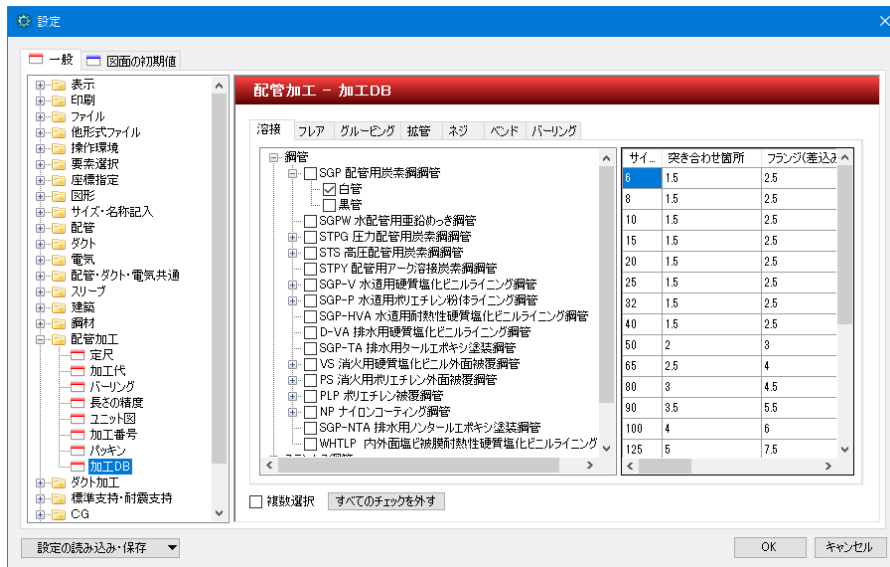 設定
一般 図面の初期値
表示
印刷
ファイル
他形式ファイル
操作環境
要素選択
座標指定
図形
サイズ・名称記入
配管
ダクト
電気
配管・ダクト・電気共通
スリーブ
建築
鋼材
配管加工
定尺
加工代
バーリング
長さの精度
ユニット図
加工番号
パッキン
加工DB
ダクト加工
標準支持・耐震支持
CG
配管加工 － 加工DB
溶接 フレア グルービング 拡管 ネジ ベンド バーリング
鋼管
SGP 配管用炭素鋼鋼管
白管
黒管
SGPW 水配管用亜鉛めっき鋼管
STPG 圧力配管用炭素鋼鋼管
STS 高圧配管用炭素鋼鋼管
STPY 配管用アーク溶接炭素鋼鋼管
SGP-V 水道用硬質塩化ビニルライニング鋼管
SGP-P 水道用ポリエチレン粉体ライニング鋼管
SGP-HVA 水道用耐熱性硬質塩化ビニルライニング鋼管
D-VA 排水用硬質塩化ビニルライニング鋼管
SGP-TA 排水用タールエポキシ塗装鋼管
VS 消火用硬質塩化ビニル外面被覆鋼管
PS 消火用ポリエチレン外面被覆鋼管
PLP ポリエチレン被覆鋼管
NP ナイロンコーティング鋼管
SGP-NTA 排水用ノンタールエポキシ塗装鋼管
WHTLP 内外面塩ビ被膜耐熱性硬質塩化ビニルライニング
サイ... 突き合わせ箇所 フランジ(差込み
6 1.5 2.5
8 1.5 2.5
10 1.5 2.5
15 1.5 2.5
20 1.5 2.5
25 1.5 2.5
32 1.5 2.5
40 1.5 2.5
50 2 3
65 2.5 4
80 3 4.5
90 3.5 5.5
100 4 6
125 5 7.5
複数選択 すべてのチェックを外す
設定の読み込み・保存 OK キャンセル